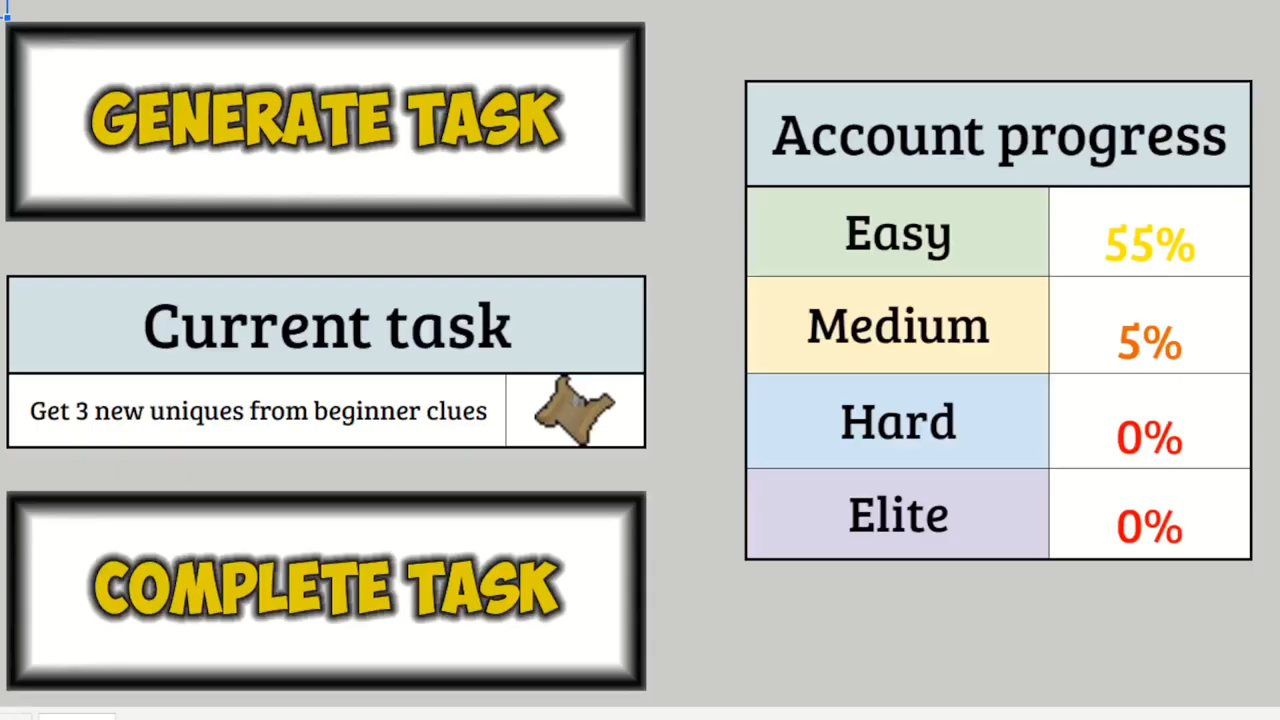 GENERATE TASK
Current task
Get 3 new uniques from beginner clues
COMPLETE TASK
Account progress
Easy 55%
Medium 5%
Hard 0%
Elite 0%